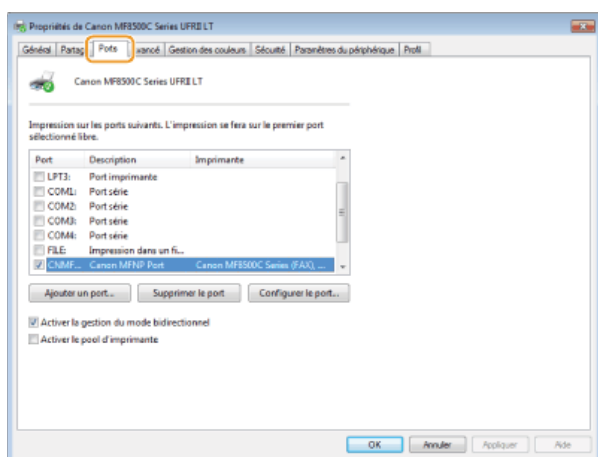 Propriétés de Canon MF8500C Series UFRII LT
Général Partag Ports vancé Gestion des couleurs Sécurité Paramètres du périphérique Profil
Canon MF8500C Series UFRII LT
Impression sur les ports suivants. L'impression se fera sur le premier port
sélectionné libre.
Port Description Imprimante
LPT3: Port imprimante
COM1: Port série
COM2: Port série
COM3: Port série
COM4: Port série
FILE: Impression dans un fi...
CNMF... Canon MFNP Port Canon MF8500C Series (FAX), ...
Ajouter un port... Supprimer le port Configurer le port...
Activer la gestion du mode bidirectionnel
Activer le pool d'imprimante
OK Annuler Appliquer Aide